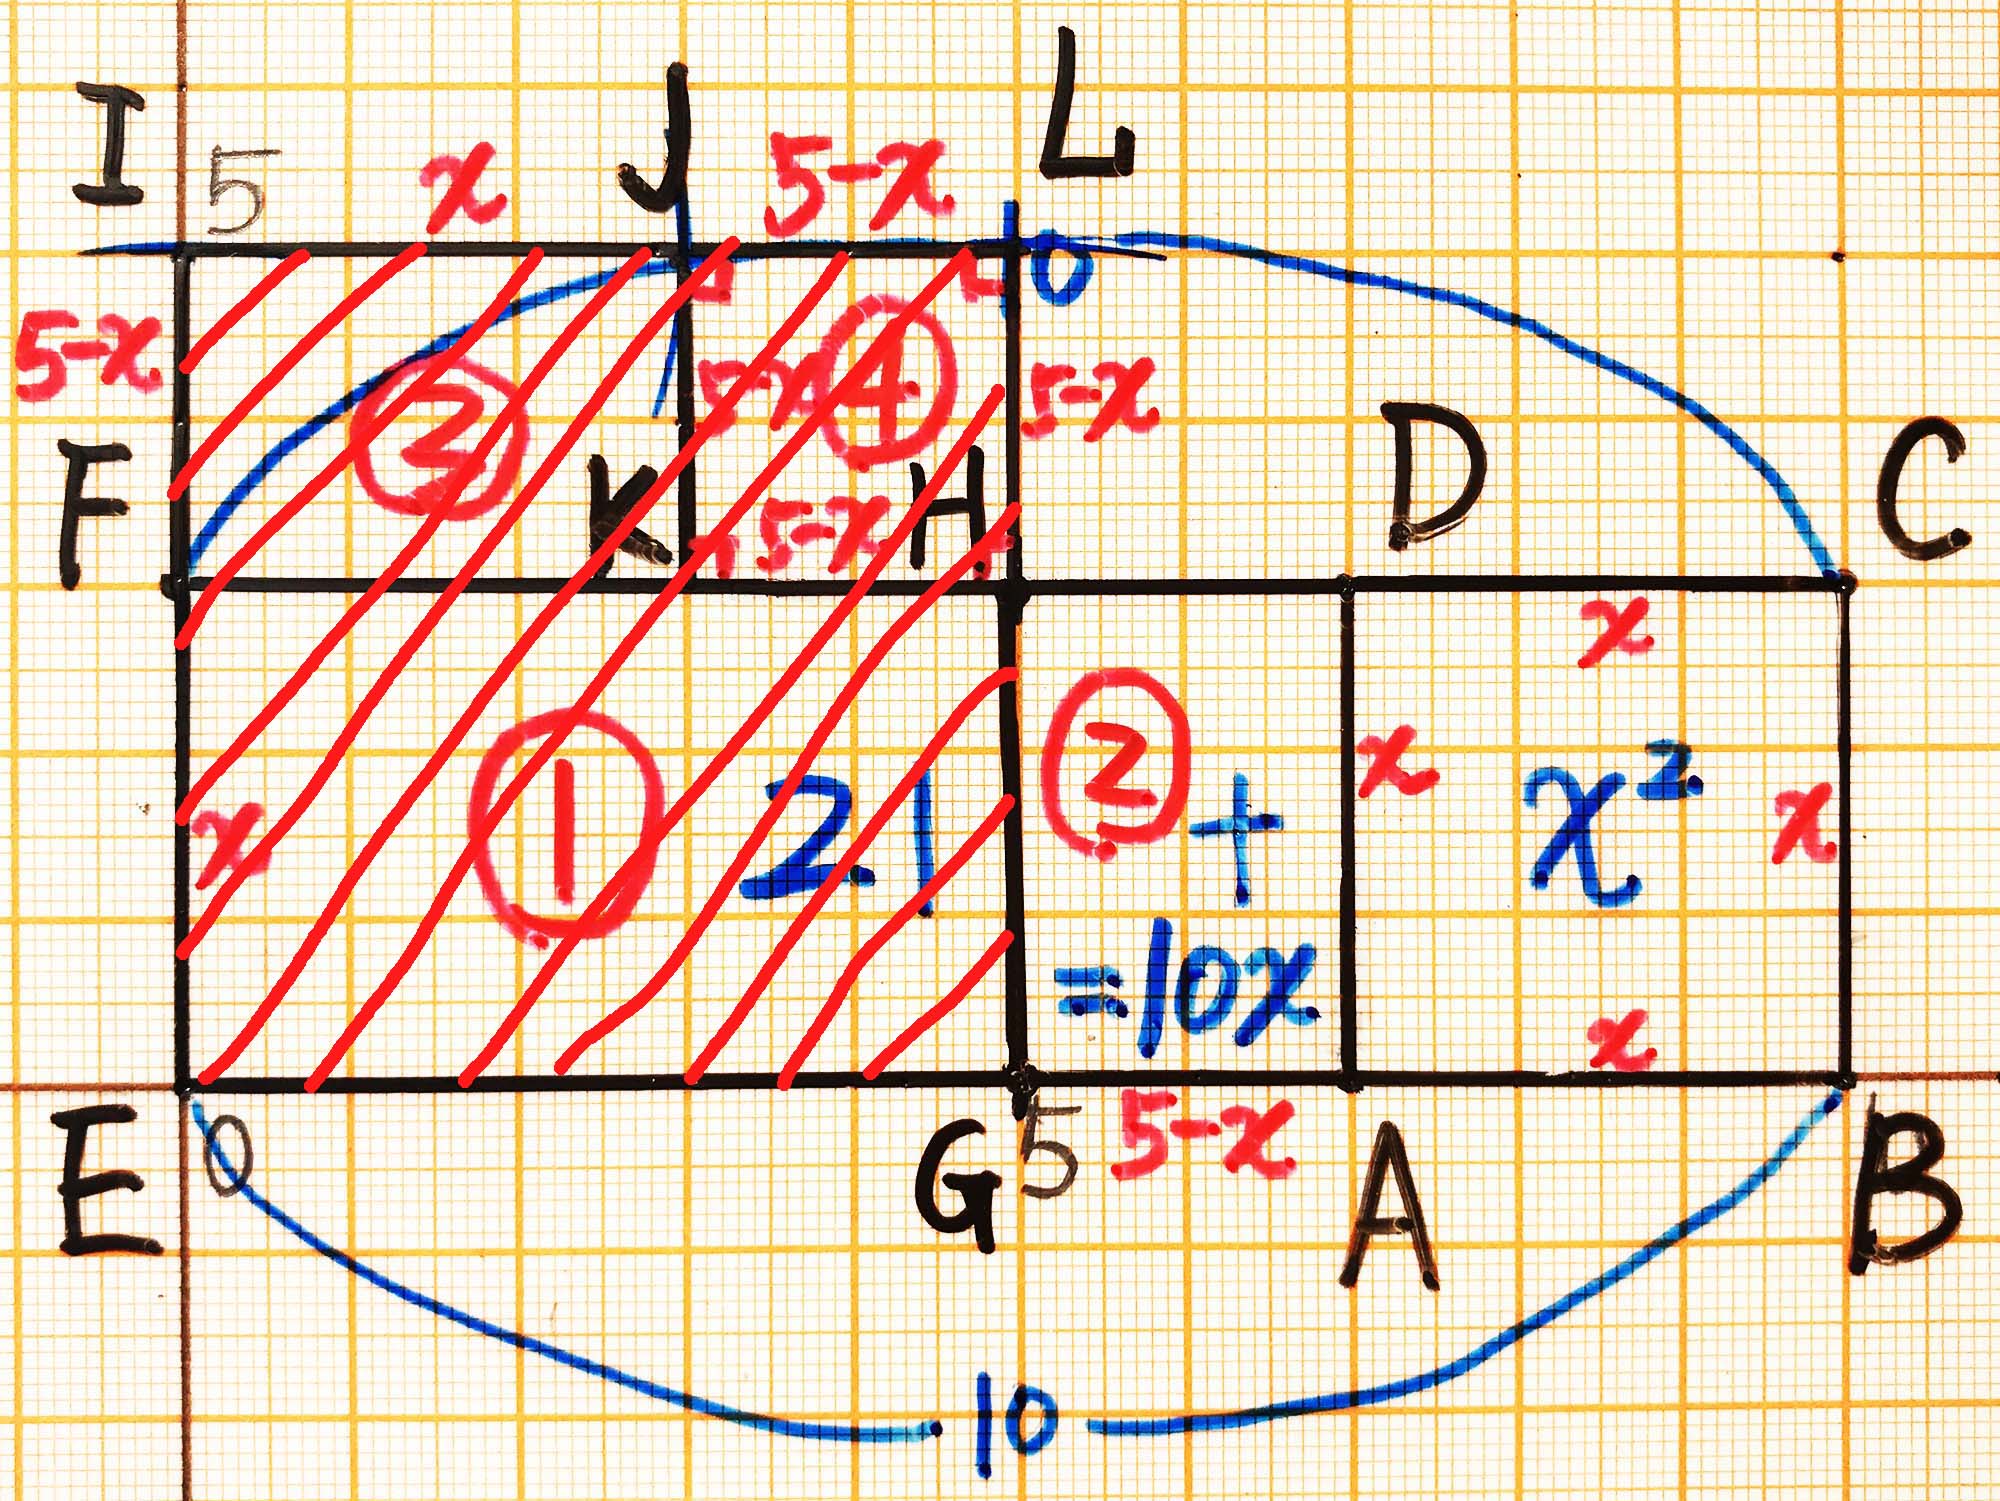 I 5 x J 5-x L
10
5-x ③ 5-x ④ 5-x
F K 5-x H D C
x
① 21 ② + x x² x
x =10x
x
E 0 G 5 5-x A B
10